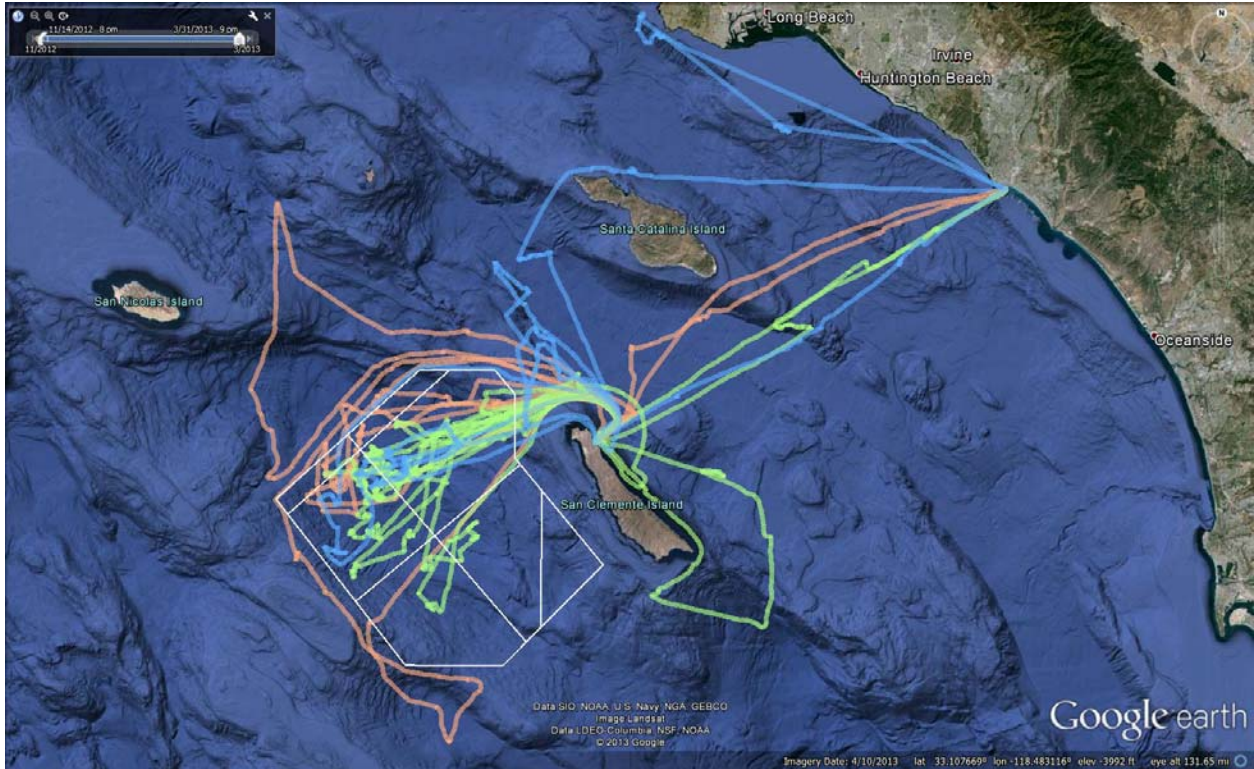 11/14/2012 8 pm 3/31/2013 9 pm
11/2012 3/2013
N
Long Beach
Irvine
Huntington Beach
Santa Catalina Island
San Nicolas Island
Oceanside
San Clemente Island
Data SIO, NOAA, U.S. Navy, NGA, GEBCO
Image Landsat
Data LDEO-Columbia, NSF, NOAA
© 2013 Google
Google earth
Imagery Date: 4/10/2013 lat 33.107669° lon -118.483116° elev -3992 ft eye alt 131.65 mi